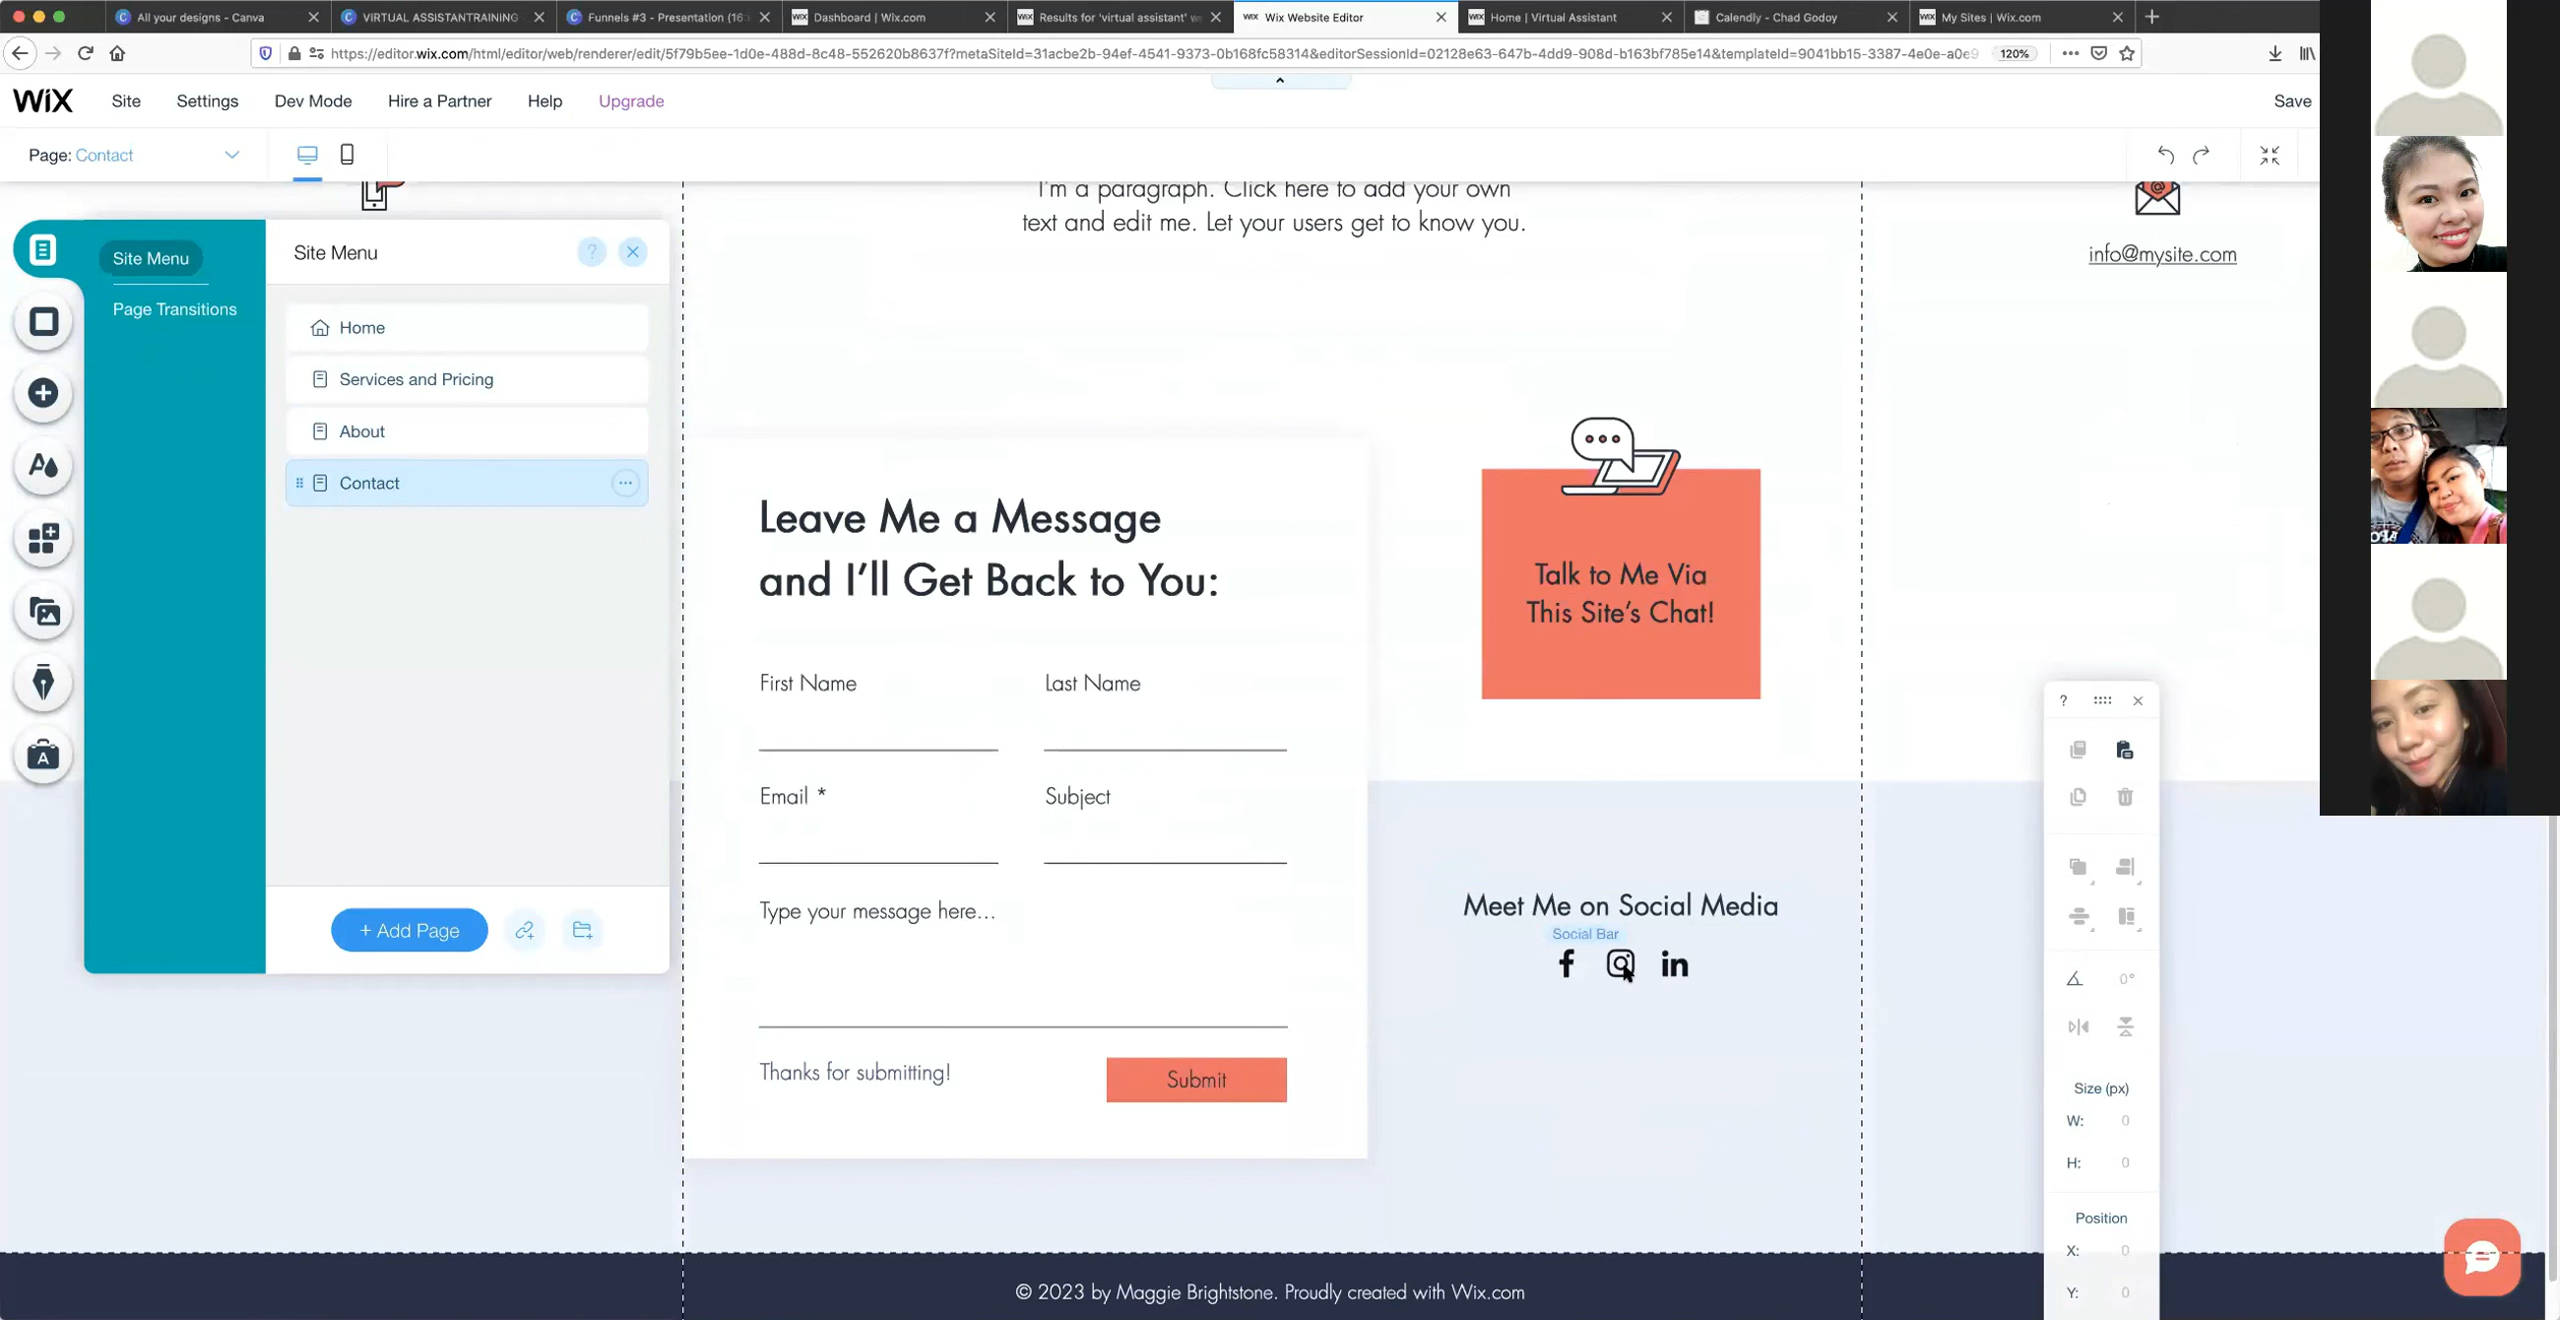 All your designs - Canva
VIRTUAL ASSISTANTRAINING
Funnels #3 - Presentation (16:
Dashboard | Wix.com
Results for 'virtual assistant' w
Wix Website Editor
Home | Virtual Assistant
Calendly - Chad Godoy
My Sites | Wix.com
https://editor.wix.com/html/editor/web/renderer/edit/5f79b5ee-1d0e-488d-8c48-552620b8637f?metaSiteId=31acbe2b-94ef-4541-9373-0b168fc58314&editorSessionId=02128e63-647b-4dd9-908d-b163bf785e14&templateId=9041bb15-3387-4e0e-a0e9
120%
WiX
Site
Settings
Dev Mode
Hire a Partner
Help
Upgrade
Save
Page: Contact
I'm a paragraph. Click here to add your own
text and edit me. Let your users get to know you.
info@mysite.com
Site Menu
Page Transitions
Site Menu
?
Home
Services and Pricing
About
Contact
+ Add Page
Leave Me a Message
and I'll Get Back to You:
First Name
Last Name
Email *
Subject
Type your message here...
Thanks for submitting!
Submit
Talk to Me Via
This Site's Chat!
Meet Me on Social Media
Social Bar
f
in
?
0°
Size (px)
W: 0
H: 0
Position
X: 0
Y: 0
© 2023 by Maggie Brightstone. Proudly created with Wix.com